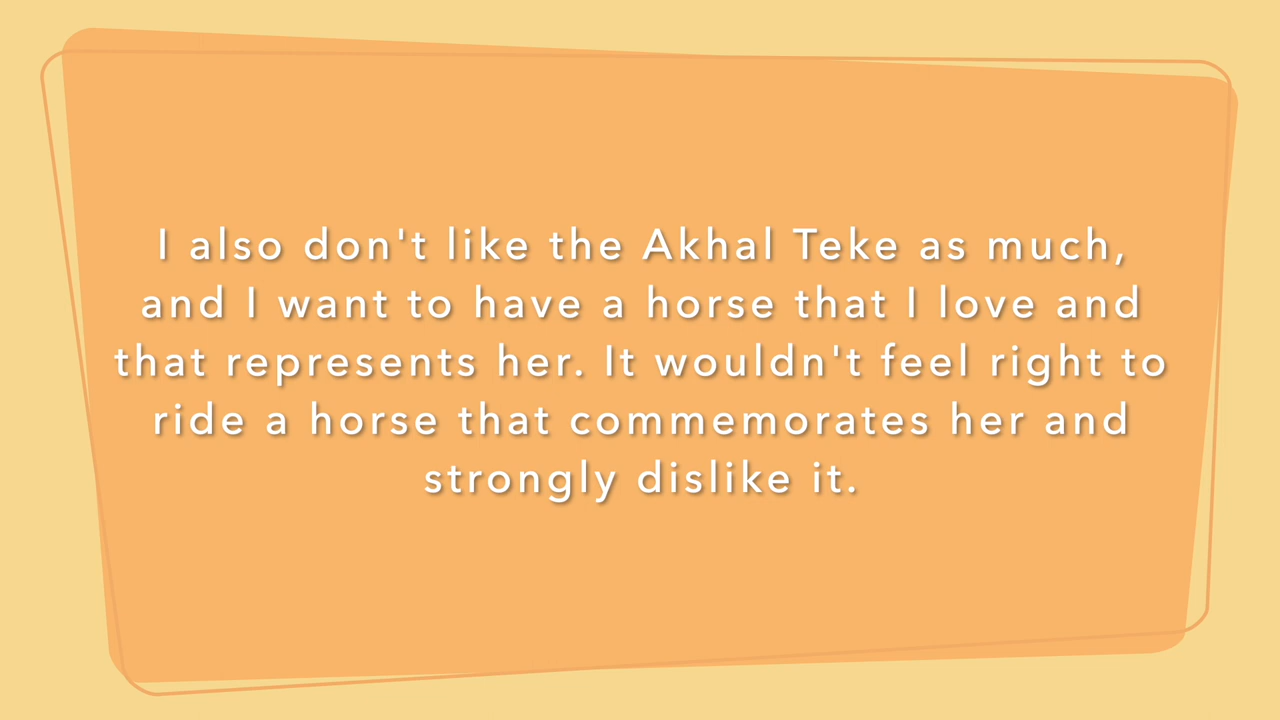 I also don't like the Akhal Teke as much,
and I want to have a horse that I love and
that represents her. It wouldn't feel right to
ride a horse that commemorates her and
strongly dislike it.